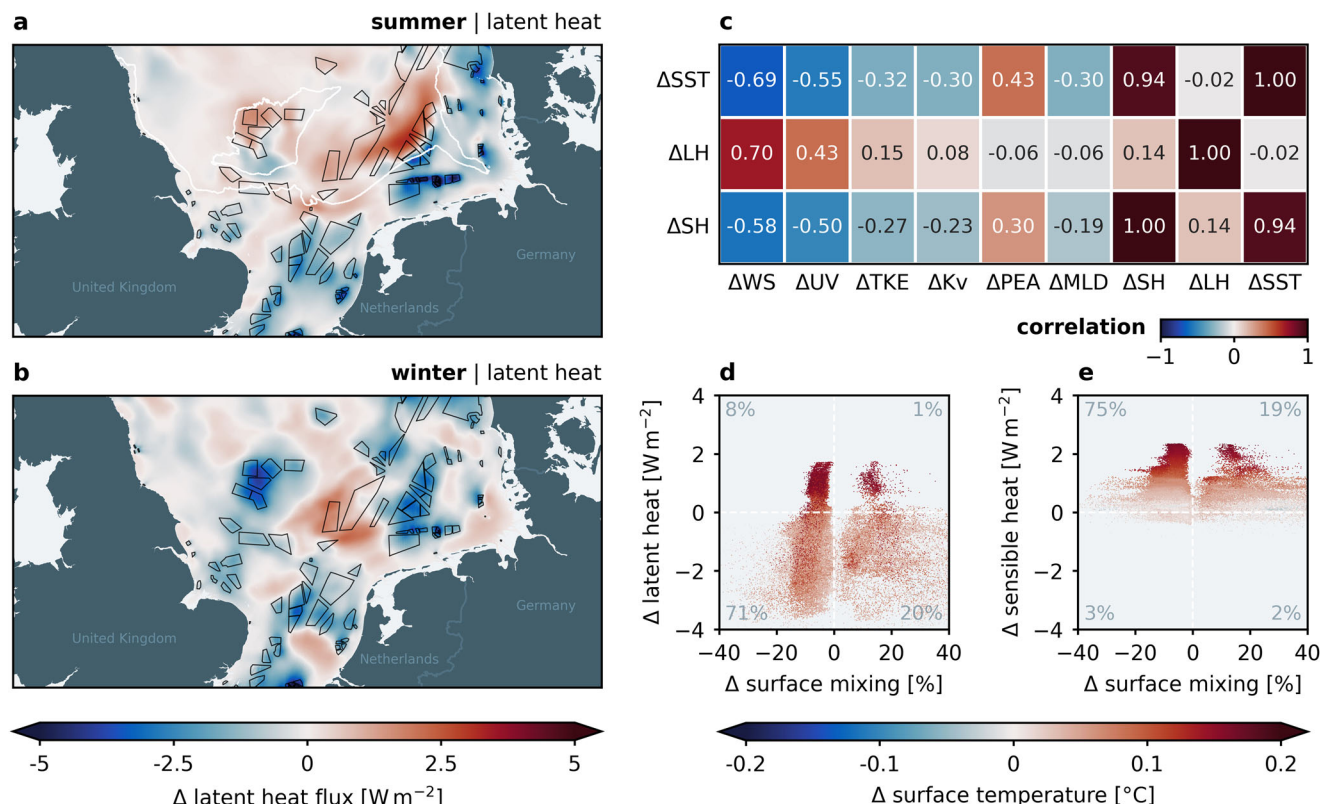 a summer | latent heat
United Kingdom
Netherlands
Germany
b winter | latent heat
United Kingdom
Netherlands
Germany
-5 -2.5 0 2.5 5
Δ latent heat flux [W m⁻²]
c
ΔSST -0.69 -0.55 -0.32 -0.30 0.43 -0.30 0.94 -0.02 1.00
ΔLH 0.70 0.43 0.15 0.08 -0.06 -0.06 0.14 1.00 -0.02
ΔSH -0.58 -0.50 -0.27 -0.23 0.30 -0.19 1.00 0.14 0.94
ΔWS ΔUV ΔTKE ΔKv ΔPEA ΔMLD ΔSH ΔLH ΔSST
correlation
−1 0 1
d
Δ latent heat [W m⁻²]
4
2
0
−2
−4
8% 1%
71% 20%
−40 −20 0 20 40
Δ surface mixing [%]
e
Δ sensible heat [W m⁻²]
4
2
0
−2
−4
75% 19%
3% 2%
−40 −20 0 20 40
Δ surface mixing [%]
-0.2 -0.1 0 0.1 0.2
Δ surface temperature [°C]